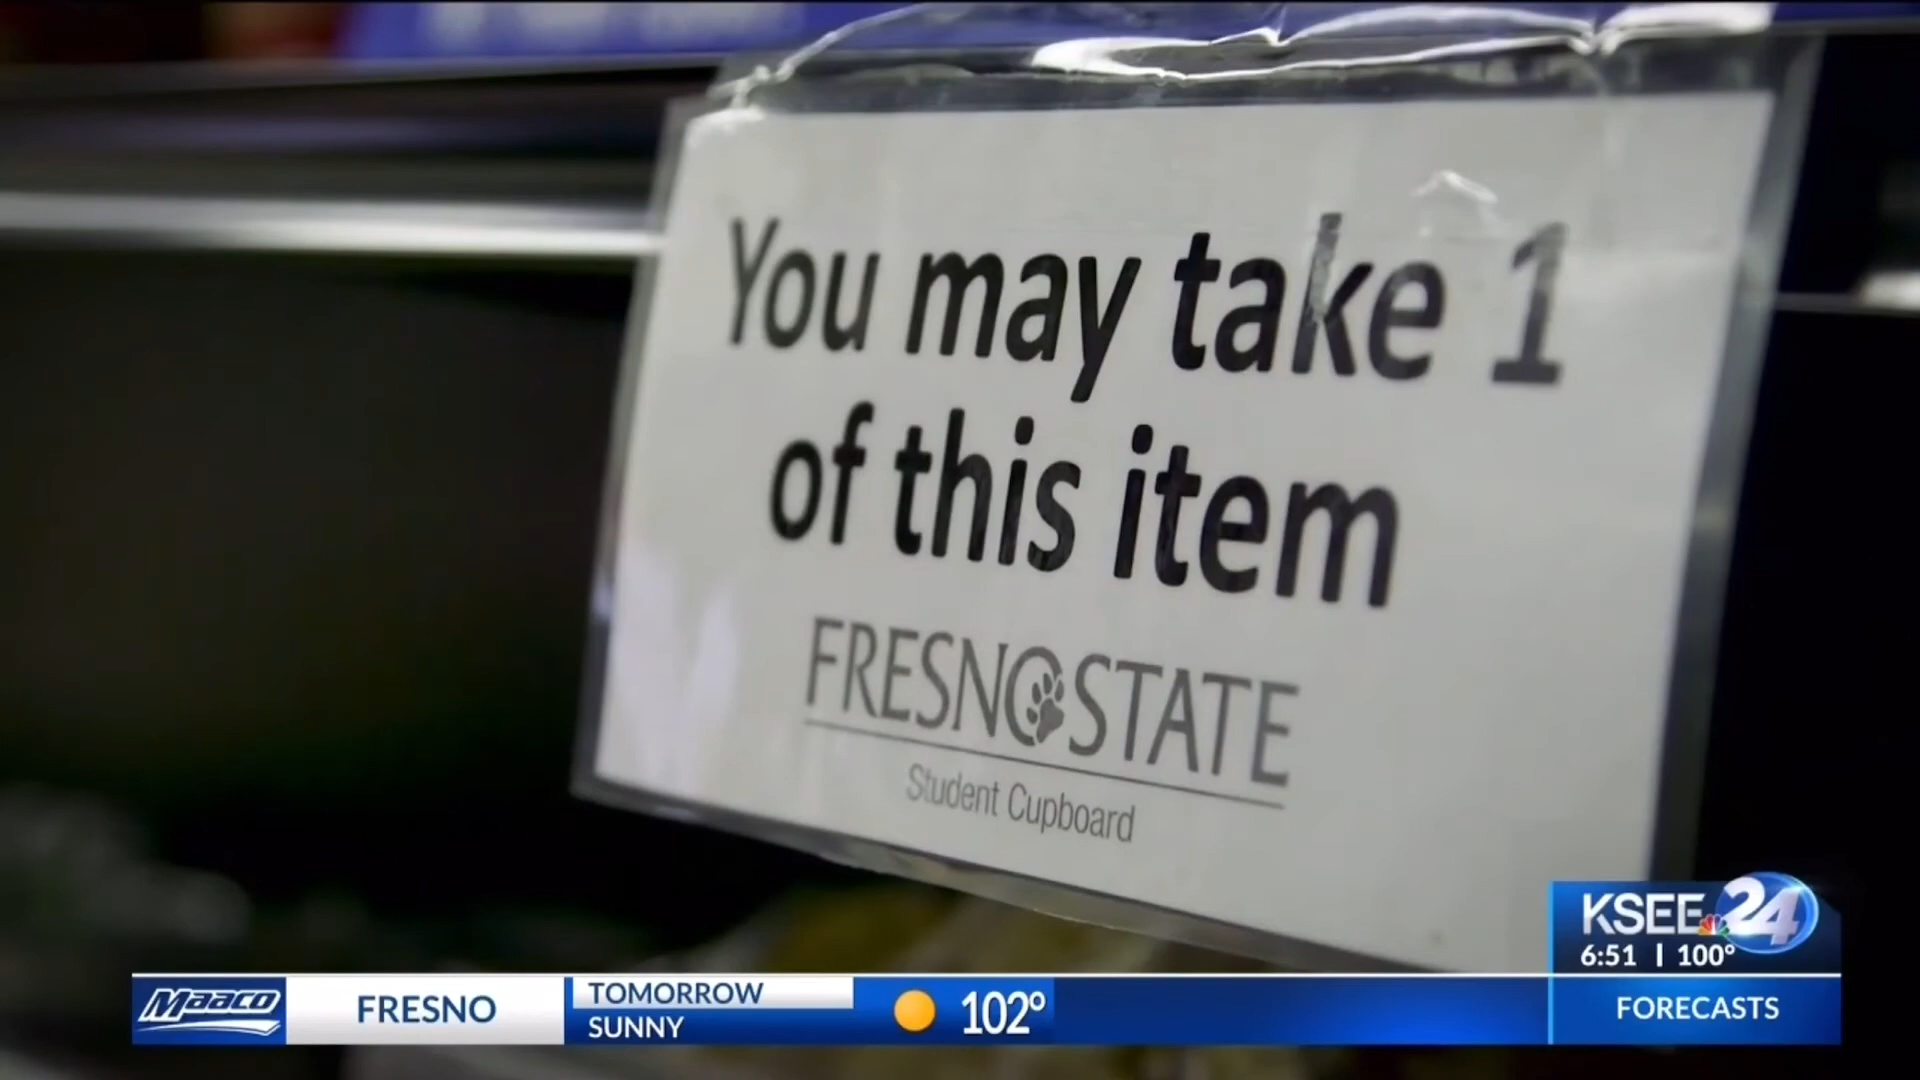 You may take 1
of this item
FRESNO STATE
Student Cupboard
KSEE 24
6:51 | 100°
Maaco
FRESNO
TOMORROW
SUNNY
102°
FORECASTS